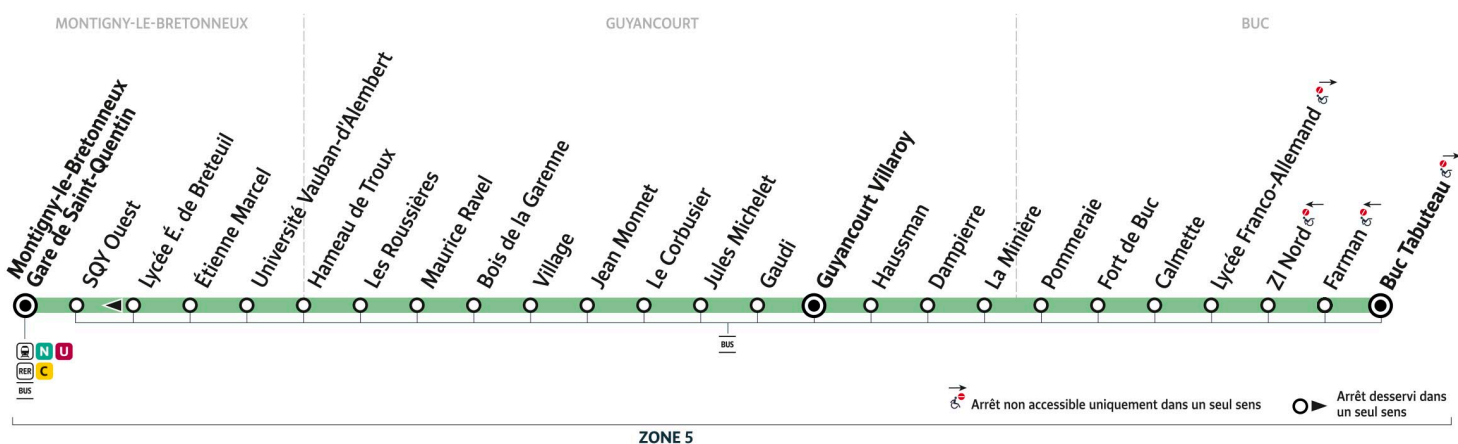 MONTIGNY-LE-BRETONNEUX
GUYANCOURT
BUC
Montigny-le-Bretonneux
Gare de Saint-Quentin
SQY Ouest
Lycée É. de Breteuil
Étienne Marcel
Université Vauban-d'Alembert
Hameau de Troux
Les Roussières
Maurice Ravel
Bois de la Garenne
Village
Jean Monnet
Le Corbusier
Jules Michelet
Gaudi
Guyancourt Villaroy
Haussman
Dampierre
La Minière
Pommeraie
Fort de Buc
Calmette
Lycée Franco-Allemand
ZI Nord
Farman
Buc Tabuteau
N U
RER C
BUS
BUS
Arrêt non accessible uniquement dans un seul sens
Arrêt desservi dans
un seul sens
ZONE 5